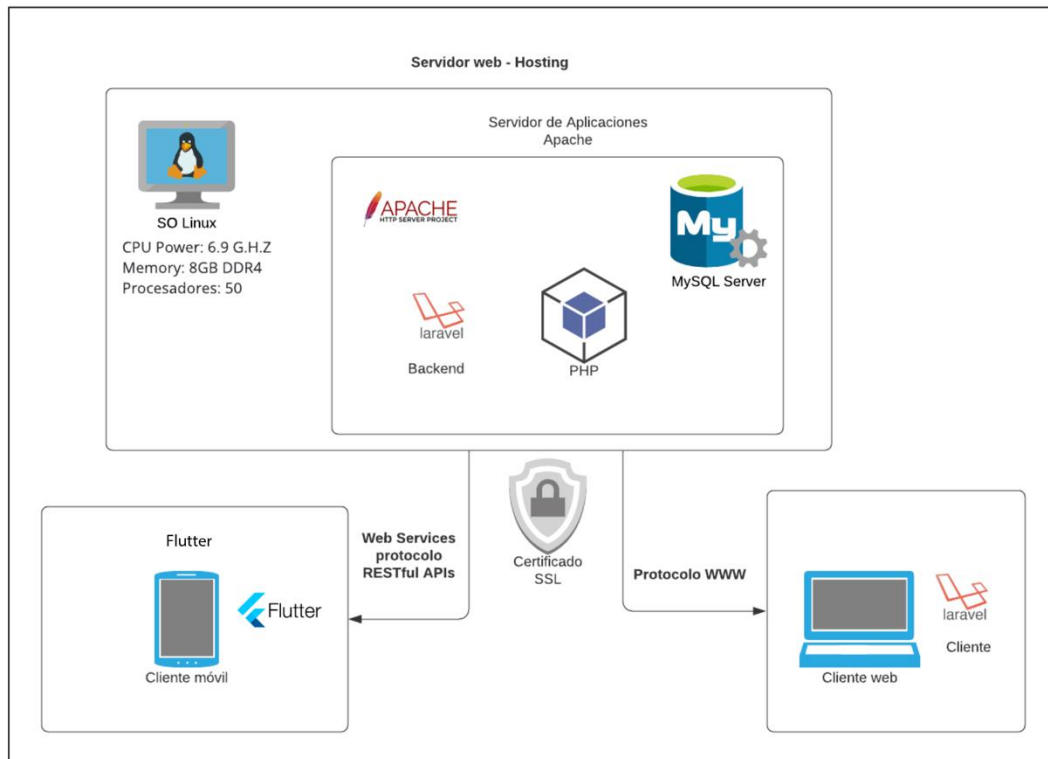 Servidor web - Hosting
Servidor de Aplicaciones
Apache
SO Linux
CPU Power: 6.9 G.H.Z
Memory: 8GB DDR4
Procesadores: 50
APACHE
HTTP SERVER PROJECT
My
MySQL Server
laravel
Backend
PHP
Flutter
Flutter
Cliente móvil
Web Services
protocolo
RESTful APIs
Certificado
SSL
Protocolo WWW
laravel
Cliente
Cliente web